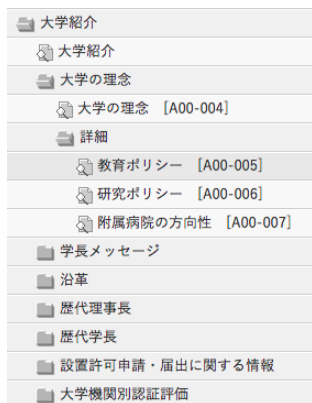 大学紹介
大学紹介
大学の理念
大学の理念 [A00-004]
詳細
教育ポリシー [A00-005]
研究ポリシー [A00-006]
附属病院の方向性 [A00-007]
学長メッセージ
沿革
歴代理事長
歴代学長
設置許可申請・届出に関する情報
大学機関別認証評価